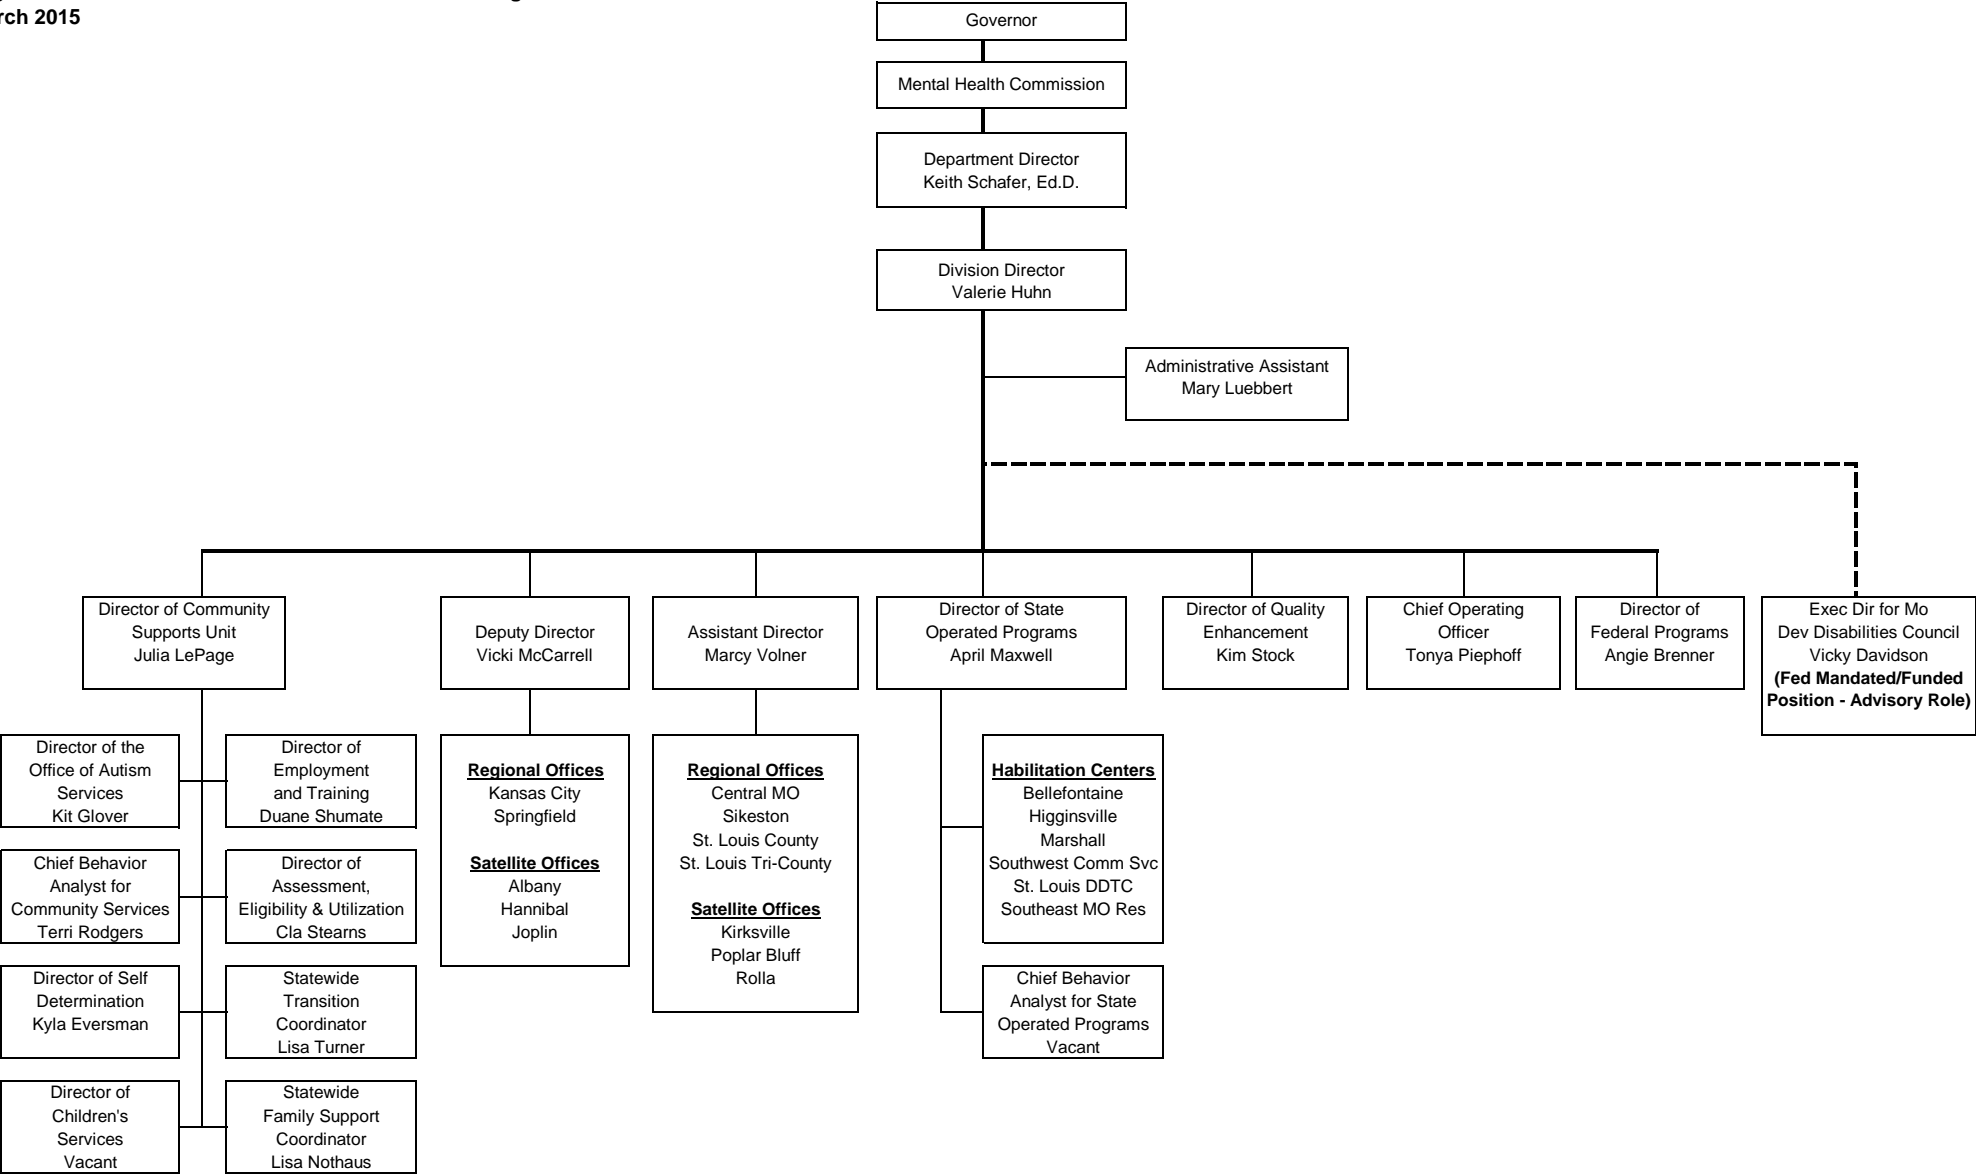 rch 2015
Governor
Mental Health Commission
Department Director
Keith Schafer, Ed.D.
Division Director
Valerie Huhn
Administrative Assistant
Mary Luebbert
Director of Community
Supports Unit
Julia LePage
Deputy Director
Vicki McCarrell
Assistant Director
Marcy Volner
Director of State
Operated Programs
April Maxwell
Director of Quality
Enhancement
Kim Stock
Chief Operating
Officer
Tonya Piephoff
Director of
Federal Programs
Angie Brenner
Exec Dir for Mo
Dev Disabilities Council
Vicky Davidson
(Fed Mandated/Funded
Position - Advisory Role)
Director of the
Office of Autism
Services
Kit Glover
Director of
Employment
and Training
Duane Shumate
Chief Behavior
Analyst for
Community Services
Terri Rodgers
Director of
Assessment,
Eligibility & Utilization
Cla Stearns
Director of Self
Determination
Kyla Eversman
Statewide
Transition
Coordinator
Lisa Turner
Director of
Children's
Services
Vacant
Statewide
Family Support
Coordinator
Lisa Nothaus
Regional Offices
Kansas City
Springfield
Satellite Offices
Albany
Hannibal
Joplin
Regional Offices
Central MO
Sikeston
St. Louis County
St. Louis Tri-County
Satellite Offices
Kirksville
Poplar Bluff
Rolla
Habilitation Centers
Bellefontaine
Higginsville
Marshall
Southwest Comm Svc
St. Louis DDTC
Southeast MO Res
Chief Behavior
Analyst for State
Operated Programs
Vacant